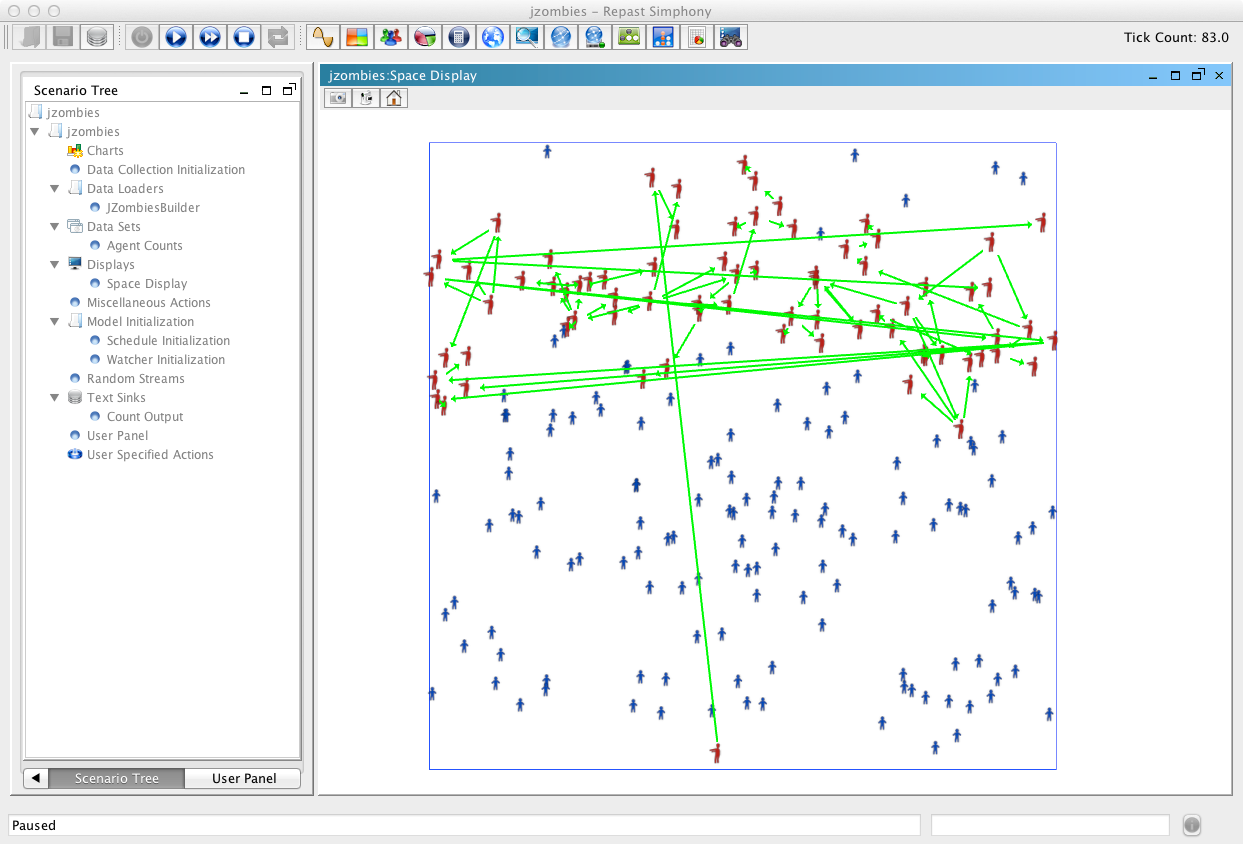 jzombies – Repast Simphony
Tick Count: 83.0
Scenario Tree
jzombies
jzombies
Charts
Data Collection Initialization
Data Loaders
JZombiesBuilder
Data Sets
Agent Counts
Displays
Space Display
Miscellaneous Actions
Model Initialization
Schedule Initialization
Watcher Initialization
Random Streams
Text Sinks
Count Output
User Panel
User Specified Actions
Scenario Tree
User Panel
jzombies:Space Display
Paused